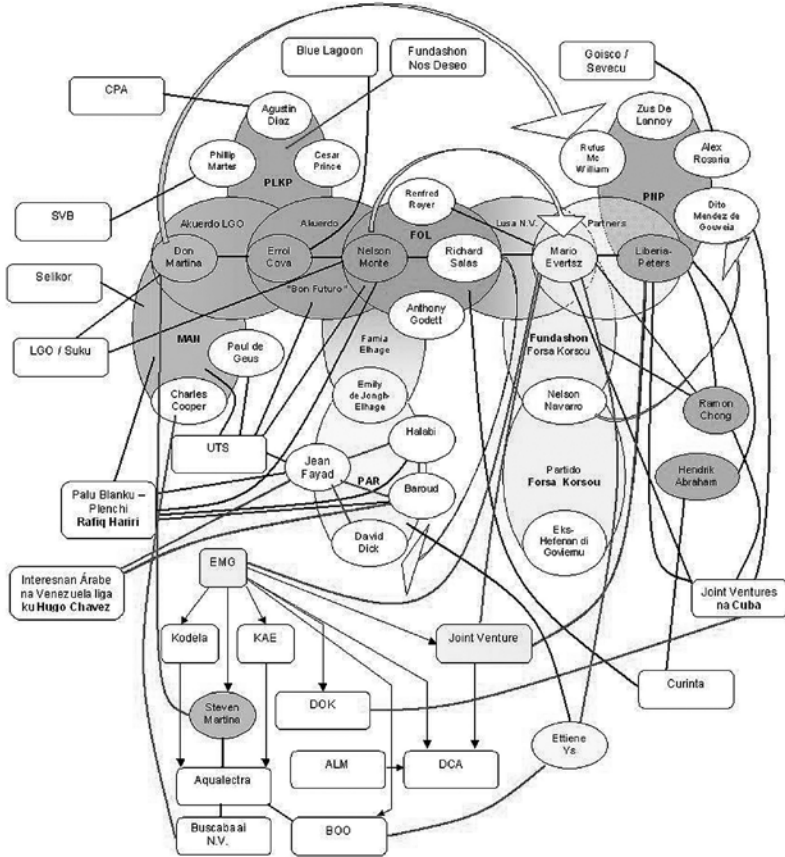 Blue Lagoon
Fundashon
Nos Deseo
Goisco /
Sevecu
CPA
Agustin
Diaz
Zus De
Lannoy
Phillip
Martes
Cesar
Prince
PLKP
Rufus
Mc
William
Alex
Rosaria
PNP
SVB
Akuerdo LGO
Akuerdo
Renfred
Royer
FOL
Lusa N.V.
Partners
Dito
Mendez de
Gouveia
Don
Martina
Errol
Cova
Nelson
Monte
Richard
Salas
Mario
Evertsz
Liberia-
Peters
Selikor
"Bon Futuro"
Anthony
Godett
MAN
Paul de
Geus
Famia
Elhage
Fundashon
Forsa Korsou
LGO / Suku
Charles
Cooper
Emily
de Jongh-
Elhage
Nelson
Navarro
Ramon
Chong
UTS
Halabi
Jean
Fayad
PAR
Baroud
Partido
Forsa Korsou
Hendrik
Abraham
Palu Blanku –
Plenchi
Rafiq Hariri
David
Dick
Eks-
Hefenan di
Goviernu
Interesnan Árabe
na Venezuela liga
ku Hugo Chavez
EMG
Joint Ventures
na Cuba
Kodela
KAE
Joint Venture
Steven
Martina
DOK
Curinta
Ettiene
Ys
ALM
DCA
Aqualectra
Buscabaai
N.V.
BOO